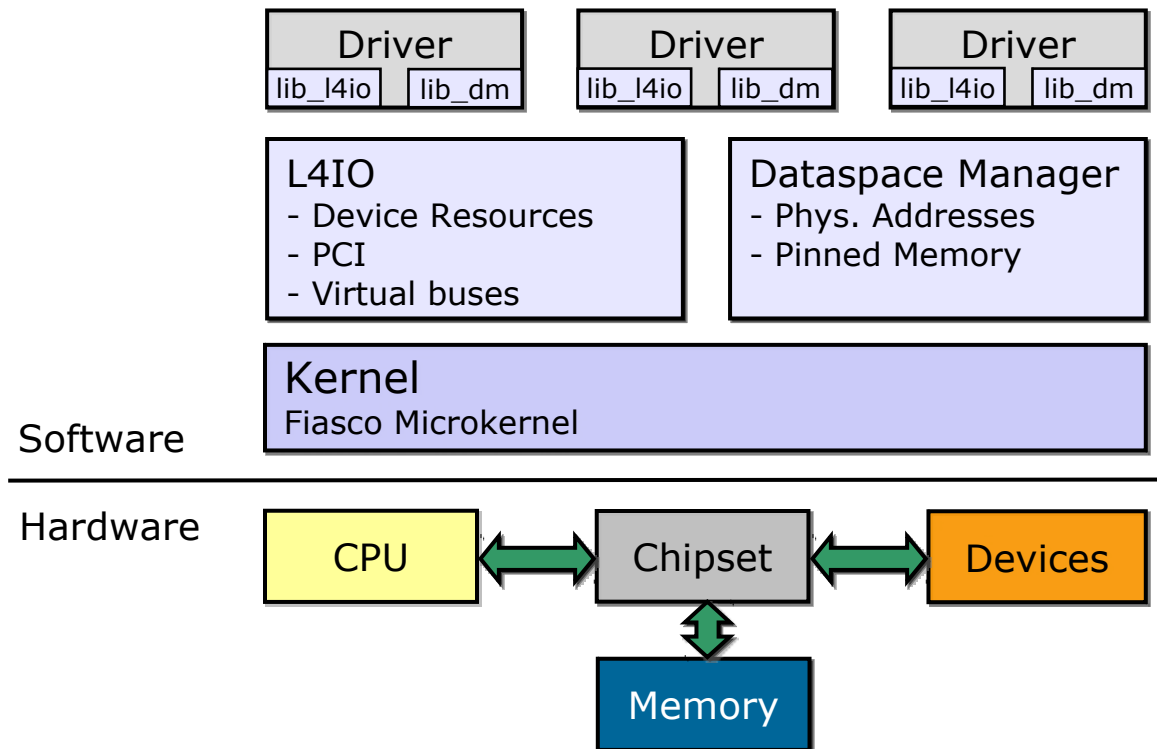 Driver
lib_l4io lib_dm
Driver
lib_l4io lib_dm
Driver
lib_l4io lib_dm
L4IO
- Device Resources
- PCI
- Virtual buses
Dataspace Manager
- Phys. Addresses
- Pinned Memory
Kernel
Fiasco Microkernel
Software
Hardware
CPU
Chipset
Devices
Memory